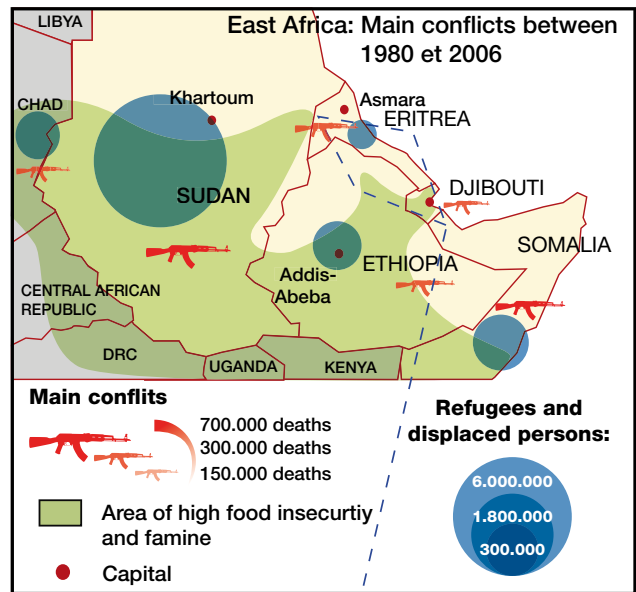 LIBYA
East Africa: Main conflicts between
1980 et 2006
CHAD
Khartoum
Asmara
ERITREA
SUDAN
DJIBOUTI
SOMALIA
Addis-
Abeba
ETHIOPIA
CENTRAL AFRICAN
REPUBLIC
DRC
UGANDA
KENYA
Main conflits
700.000 deaths
300.000 deaths
150.000 deaths
Area of high food insecurtiy
and famine
Capital
Refugees and
displaced persons:
6.000.000
1.800.000
300.000